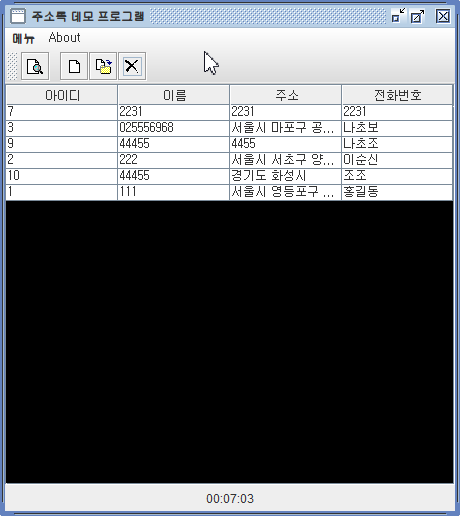 주소록 데모 프로그램
메뉴 About
아이디 이름 주소 전화번호
7 2231 2231 2231
3 025556968 서울시 마포구 공... 나초보
9 44455 4455 나초조
2 222 서울시 서초구 양... 이순신
10 44455 경기도 화성시 조조
1 111 서울시 영등포구 ... 홍길동
00:07:03